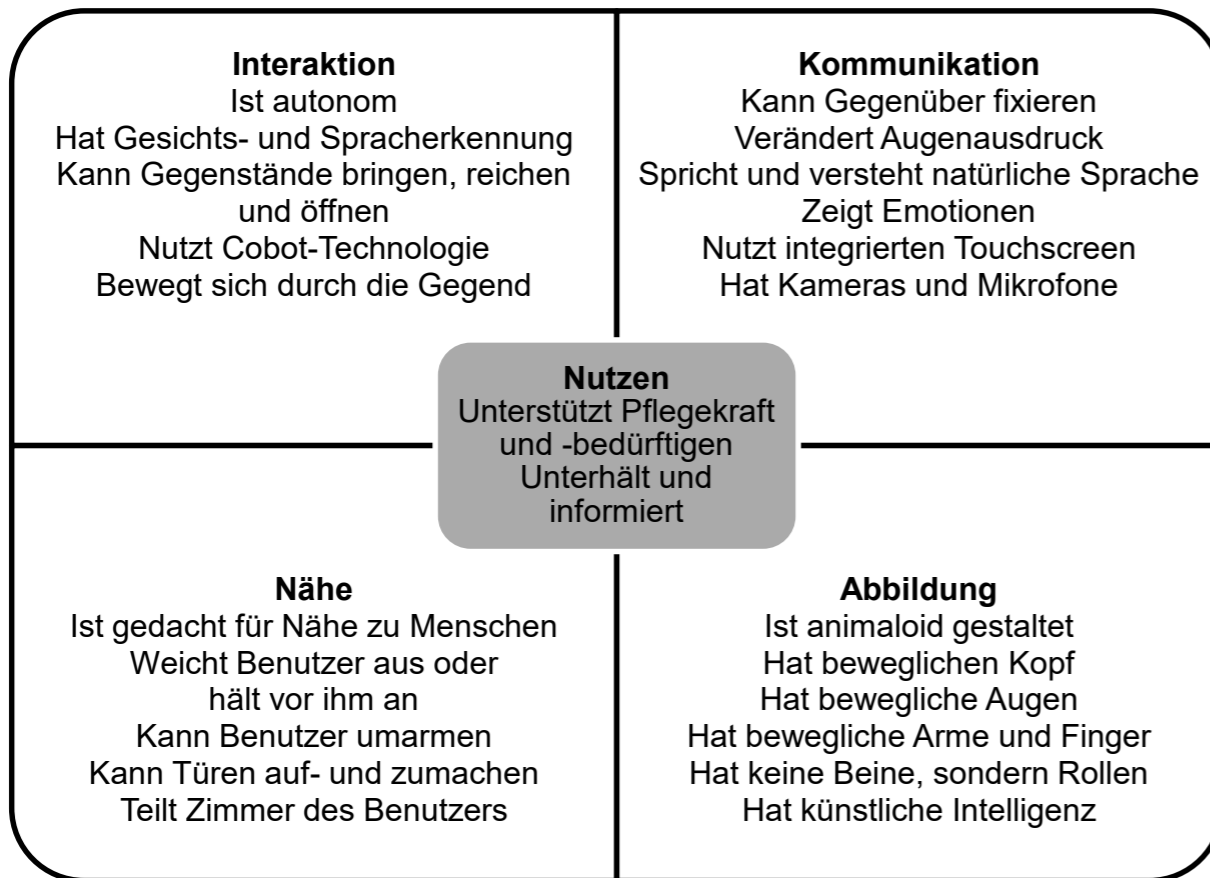 Interaktion
Ist autonom
Hat Gesichts- und Spracherkennung
Kann Gegenstände bringen, reichen
und öffnen
Nutzt Cobot-Technologie
Bewegt sich durch die Gegend
Kommunikation
Kann Gegenüber fixieren
Verändert Augenausdruck
Spricht und versteht natürliche Sprache
Zeigt Emotionen
Nutzt integrierten Touchscreen
Hat Kameras und Mikrofone
Nutzen
Unterstützt Pflegekraft
und -bedürftigen
Unterhält und
informiert
Nähe
Ist gedacht für Nähe zu Menschen
Weicht Benutzer aus oder
hält vor ihm an
Kann Benutzer umarmen
Kann Türen auf- und zumachen
Teilt Zimmer des Benutzers
Abbildung
Ist animaloid gestaltet
Hat beweglichen Kopf
Hat bewegliche Augen
Hat bewegliche Arme und Finger
Hat keine Beine, sondern Rollen
Hat künstliche Intelligenz